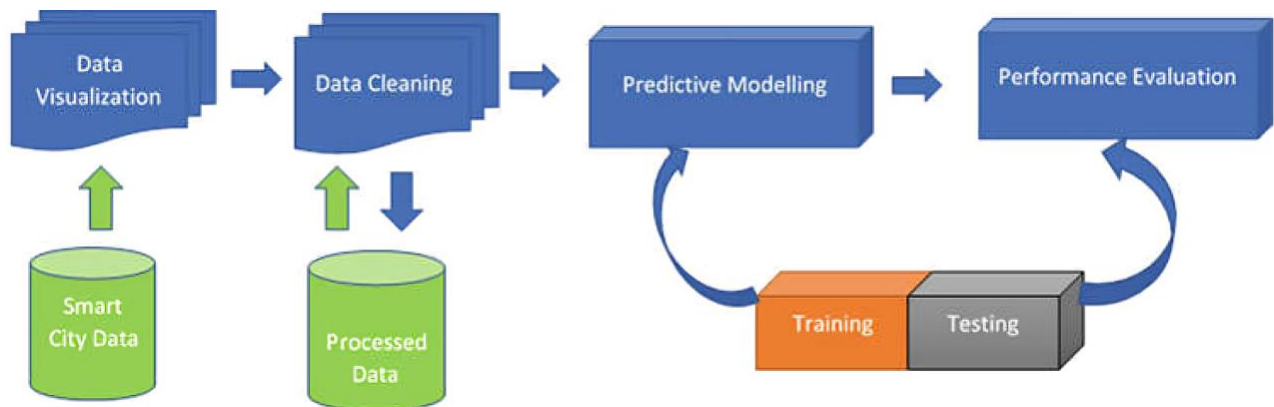 Data
Visualization
Data Cleaning
Predictive Modelling
Performance Evaluation
Smart
City Data
Processed
Data
Training
Testing